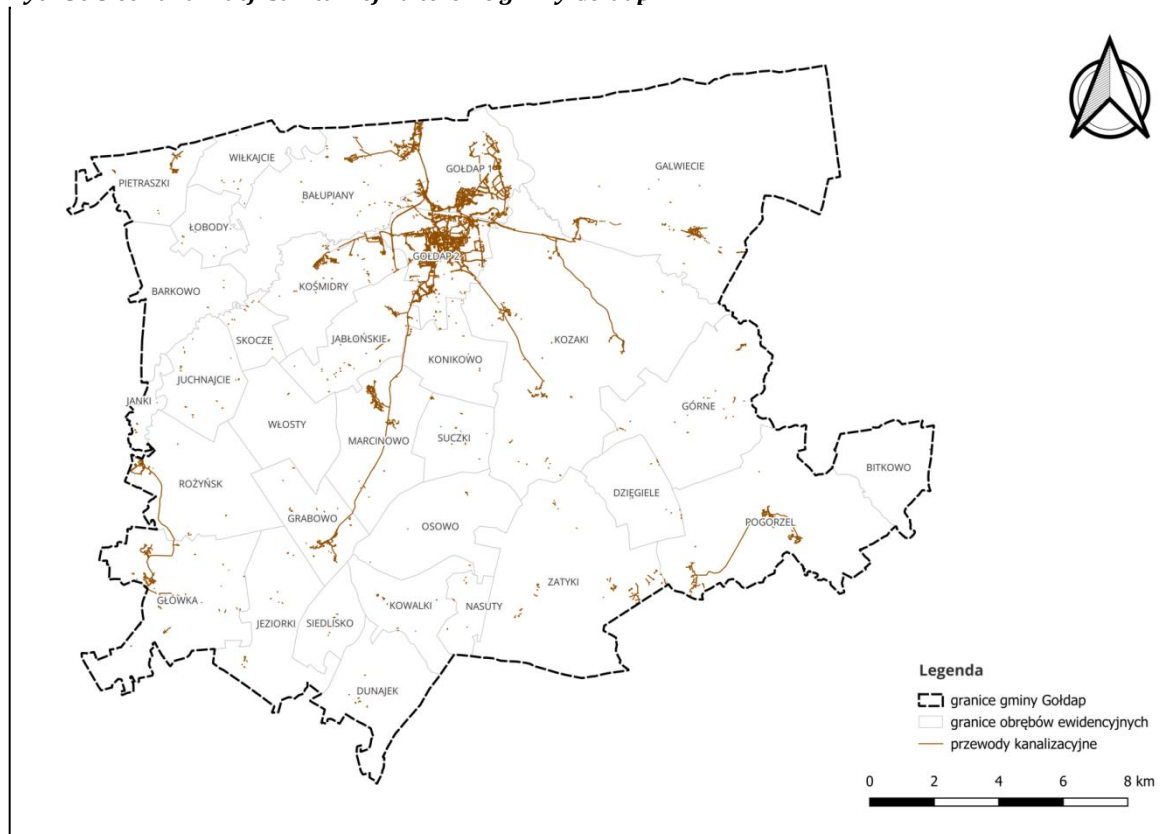 GOŁDAP 1
GALWIECIE
WIŁKAJCIE
PIETRASZKI
BAŁUPIANY
ŁOBODY
GOŁDAP 2
BARKOWO
KOŚMIDRY
SKOCZE
JABŁOŃSKIE
KOZAKI
KONIKOWO
JUCHNAJCIE
JANKI
GÓRNE
WŁOSTY
MARCINOWO
SUCZKI
BITKOWO
ROŻYŃSK
DZIĘGIELE
GRABOWO
POGORZEL
OSOWO
ZATYKI
GŁÓWKA
KOWALKI
NASUTY
JEZIORKI
SIEDLISKO
DUNAJEK
Legenda
granice gminy Gołdap
granice obrębów ewidencyjnych
przewody kanalizacyjne
0 2 4 6 8 km